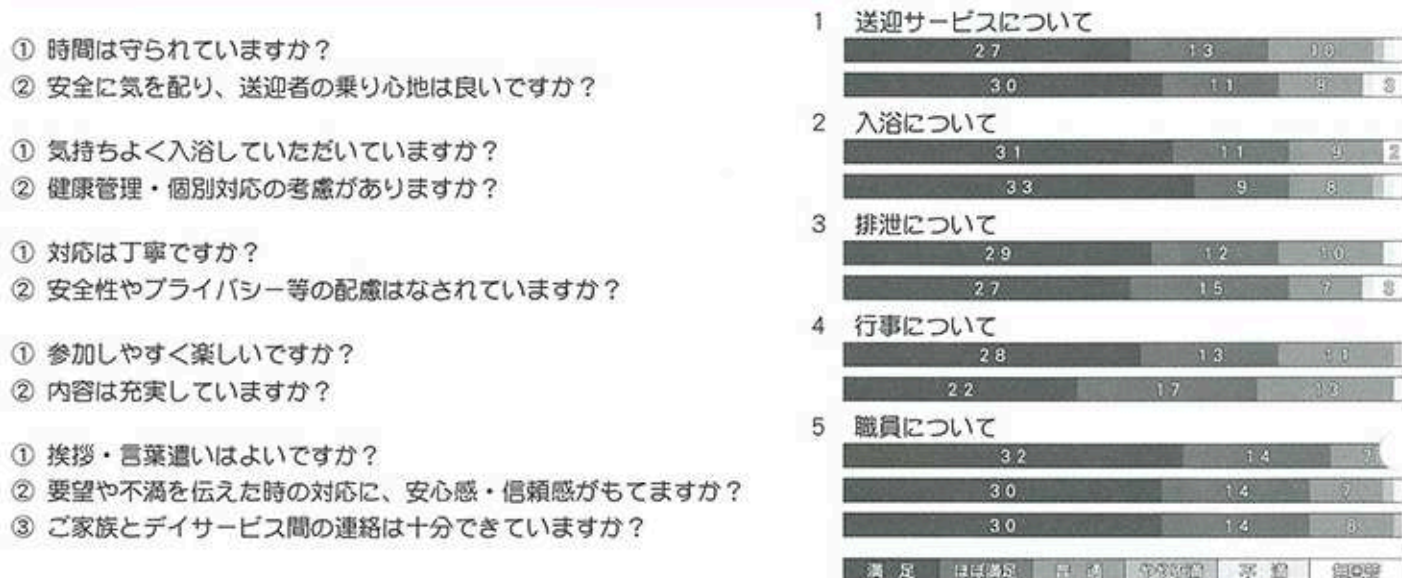 ① 時間は守られていますか？
② 安全に気を配り、送迎者の乗り心地は良いですか？
① 気持ちよく入浴していただいていますか？
② 健康管理・個別対応の考慮がありますか？
① 対応は丁寧ですか？
② 安全性やプライバシー等の配慮はなされていますか？
① 参加しやすく楽しいですか？
② 内容は充実していますか？
① 挨拶・言葉遣いはよいですか？
② 要望や不満を伝えた時の対応に、安心感・信頼感がもてますか？
③ ご家族とデイサービス間の連絡は十分できていますか？
1 送迎サービスについて
27 13 10
30 11 8 3
2 入浴について
31 11 9 2
33 9 8
3 排泄について
29 12 10
27 15 7 3
4 行事について
28 13 11
22 17 13
5 職員について
32 14 7
30 14 7
30 14 8
満足 ほぼ満足 普通 やや不満 不満 無回答